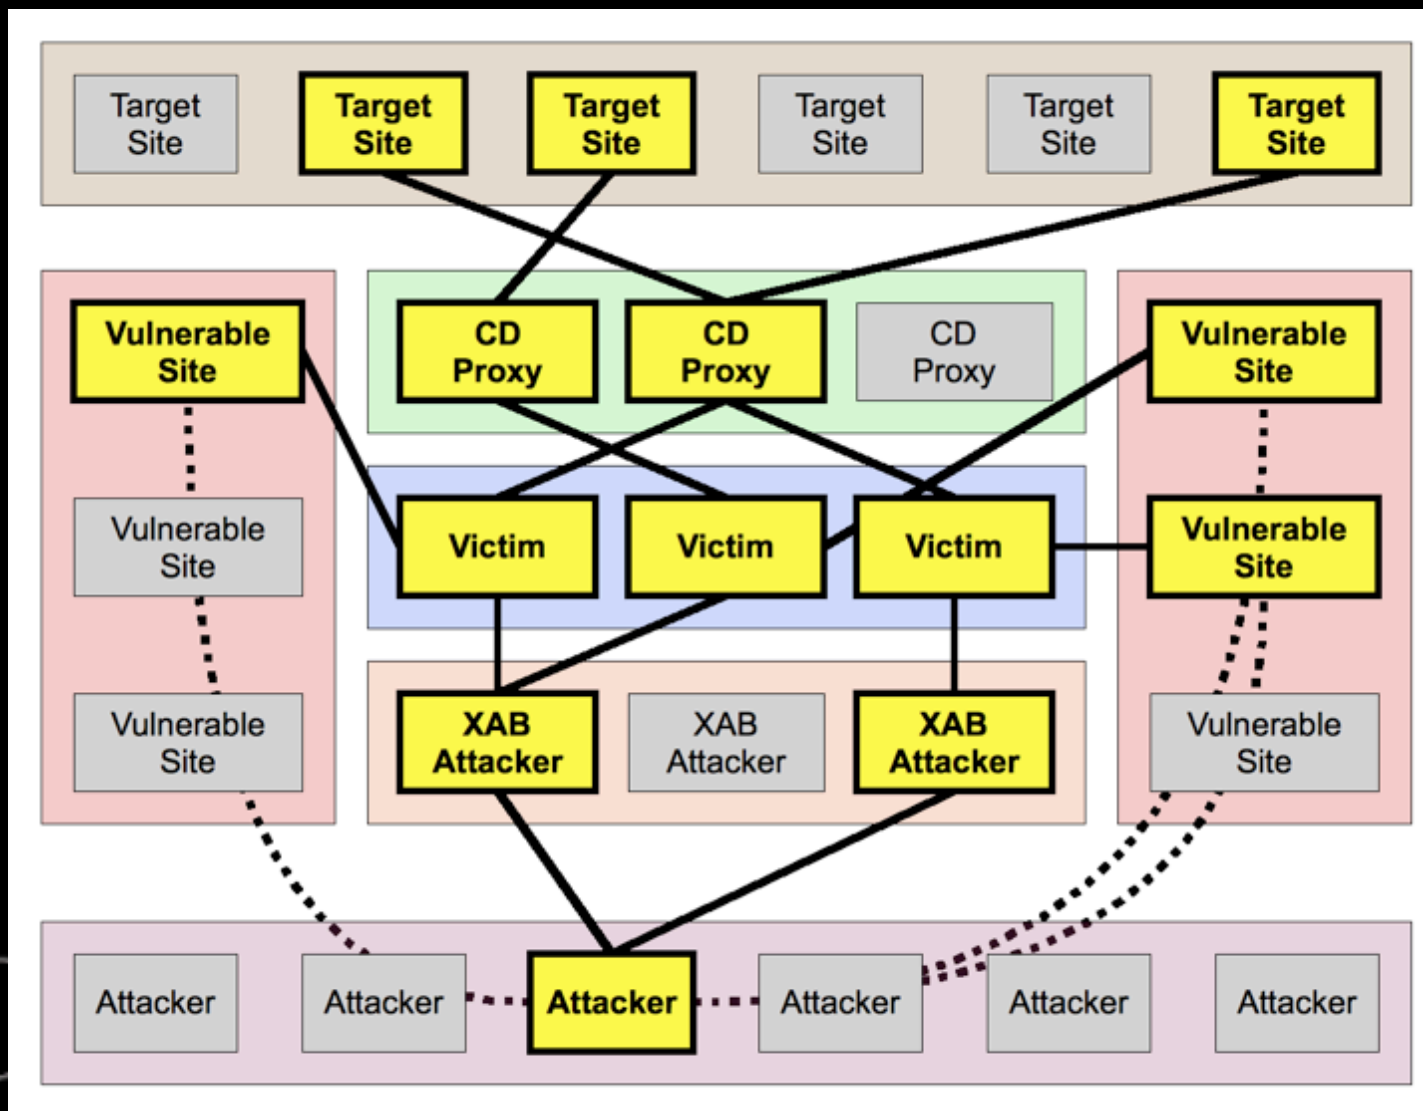 Target
Site
Target
Site
Target
Site
Target
Site
Target
Site
Target
Site
Vulnerable
Site
CD
Proxy
CD
Proxy
CD
Proxy
Vulnerable
Site
Vulnerable
Site
Victim
Victim
Victim
Vulnerable
Site
Vulnerable
Site
XAB
Attacker
XAB
Attacker
XAB
Attacker
Vulnerable
Site
Attacker
Attacker
Attacker
Attacker
Attacker
Attacker